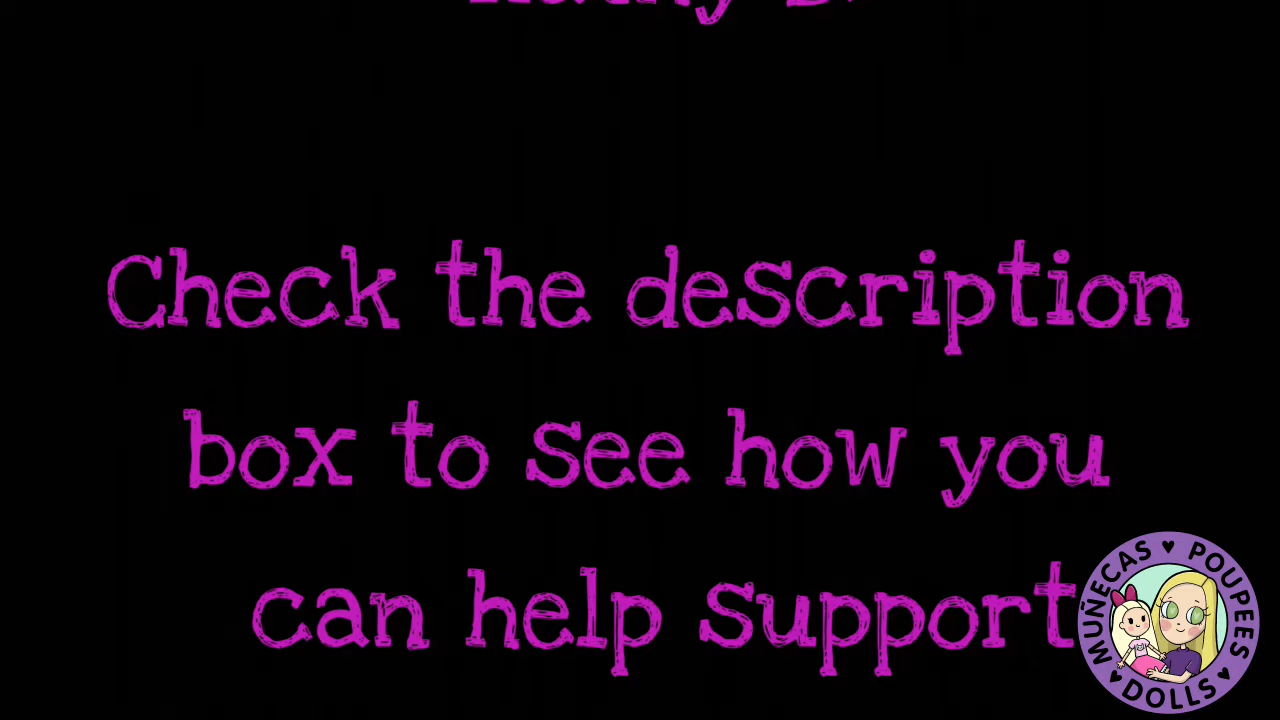 Check the description
box to see how you
can help support
MUÑECAS ♥ POUPEES ♥ DOLLS ♥